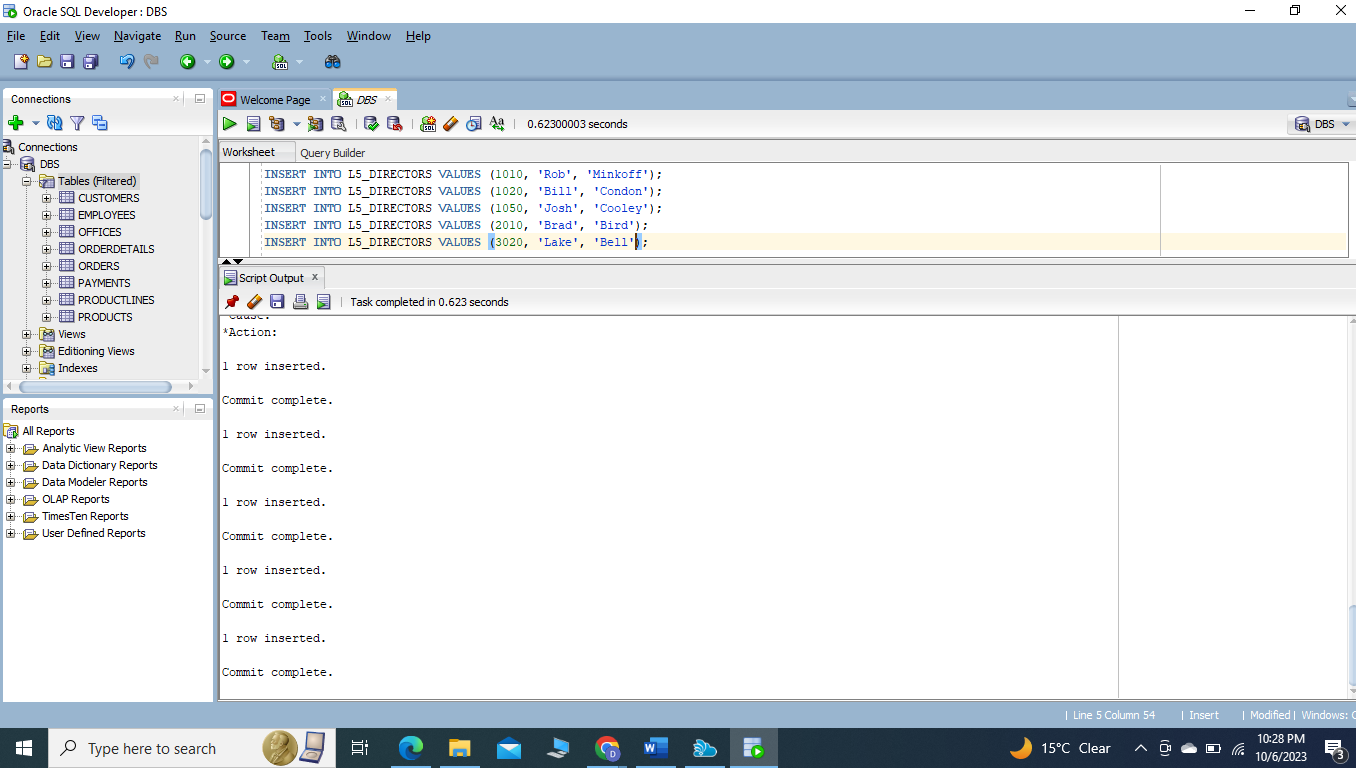 Oracle SQL Developer : DBS
File Edit View Navigate Run Source Team Tools Window Help
Connections
Connections
DBS
Tables (Filtered)
CUSTOMERS
EMPLOYEES
OFFICES
ORDERDETAILS
ORDERS
PAYMENTS
PRODUCTLINES
PRODUCTS
Views
Editioning Views
Indexes
Reports
All Reports
Analytic View Reports
Data Dictionary Reports
Data Modeler Reports
OLAP Reports
TimesTen Reports
User Defined Reports
Welcome Page DBS
SQL Aa 0.62300003 seconds DBS
Worksheet Query Builder
INSERT INTO L5_DIRECTORS VALUES (1010, 'Rob', 'Minkoff');
INSERT INTO L5_DIRECTORS VALUES (1020, 'Bill', 'Condon');
INSERT INTO L5_DIRECTORS VALUES (1050, 'Josh', 'Cooley');
INSERT INTO L5_DIRECTORS VALUES (2010, 'Brad', 'Bird');
INSERT INTO L5_DIRECTORS VALUES (3020, 'Lake', 'Bell');
Script Output x
Task completed in 0.623 seconds
*Action:
1 row inserted.
Commit complete.
1 row inserted.
Commit complete.
1 row inserted.
Commit complete.
1 row inserted.
Commit complete.
1 row inserted.
Commit complete.
| Line 5 Column 54 | Insert | Modified | Windows:
Type here to search
15°C Clear
10:28 PM
10/6/2023
3